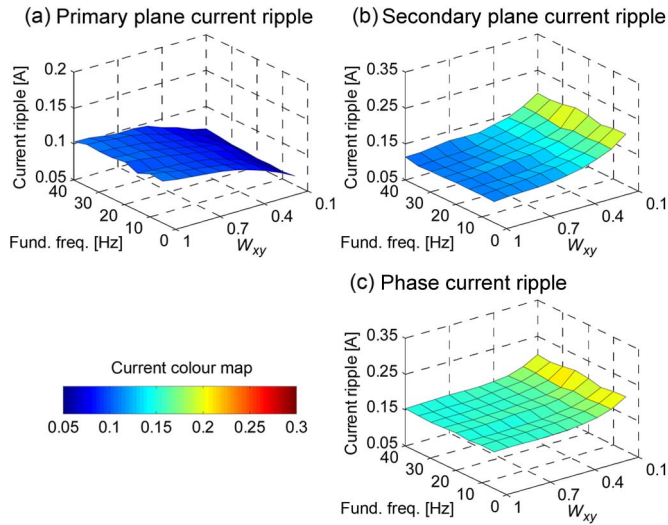 (a) Primary plane current ripple
Current ripple [A]
0.2
0.15
0.1
0.05
40
30
20
10
0
Fund. freq. [Hz]
1
0.7
0.4
0.1
Wxy
(b) Secondary plane current ripple
Current ripple [A]
0.35
0.25
0.15
0.05
40
30
20
10
0
Fund. freq. [Hz]
1
0.7
0.4
0.1
Wxy
Current colour map
0.05 0.1 0.15 0.2 0.25 0.3
(c) Phase current ripple
Current ripple [A]
0.35
0.25
0.15
0.05
40
30
20
10
0
Fund. freq. [Hz]
1
0.7
0.4
0.1
Wxy